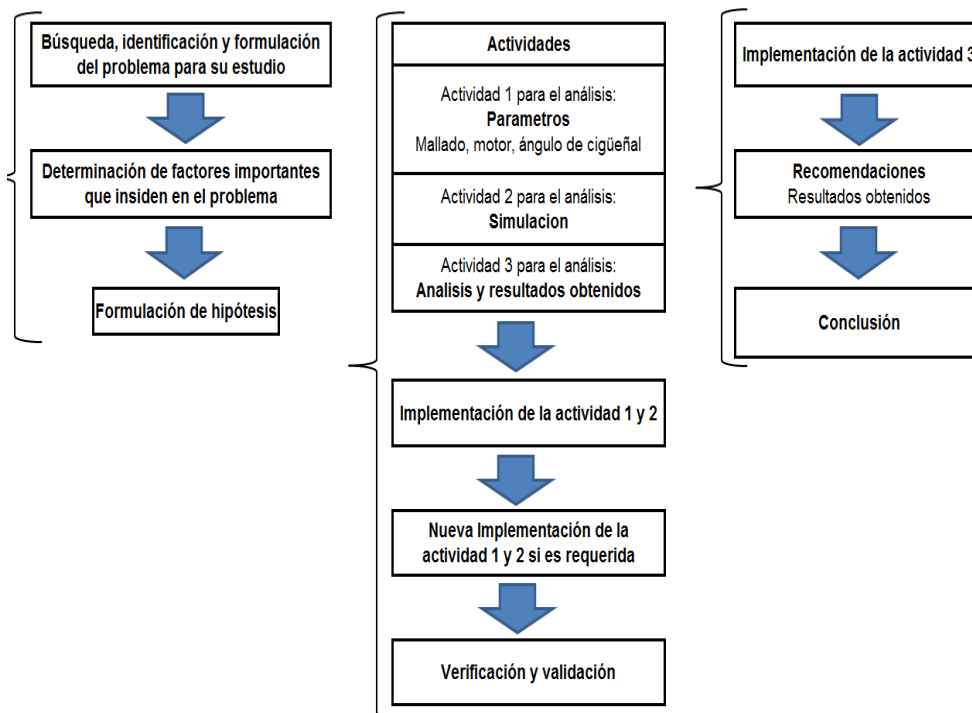 Búsqueda, identificación y formulación
del problema para su estudio
Determinación de factores importantes
que insiden en el problema
Formulación de hipótesis
Actividades
Actividad 1 para el análisis:
Parametros
Mallado, motor, ángulo de cigüeñal
Actividad 2 para el análisis:
Simulacion
Actividad 3 para el análisis:
Analisis y resultados obtenidos
Implementación de la actividad 1 y 2
Nueva Implementación de la
actividad 1 y 2 si es requerida
Verificación y validación
Implementación de la actividad 3
Recomendaciones
Resultados obtenidos
Conclusión